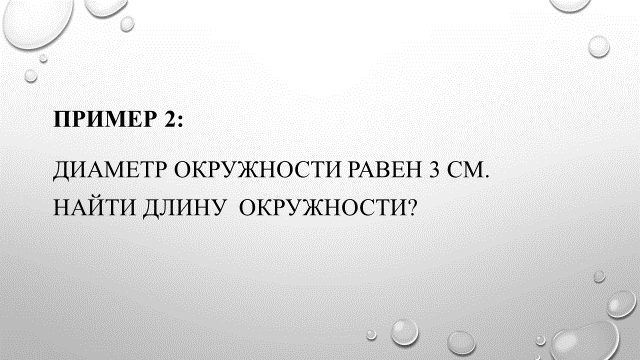 ПРИМЕР 2:
ДИАМЕТР ОКРУЖНОСТИ РАВЕН 3 СМ.
НАЙТИ ДЛИНУ ОКРУЖНОСТИ?